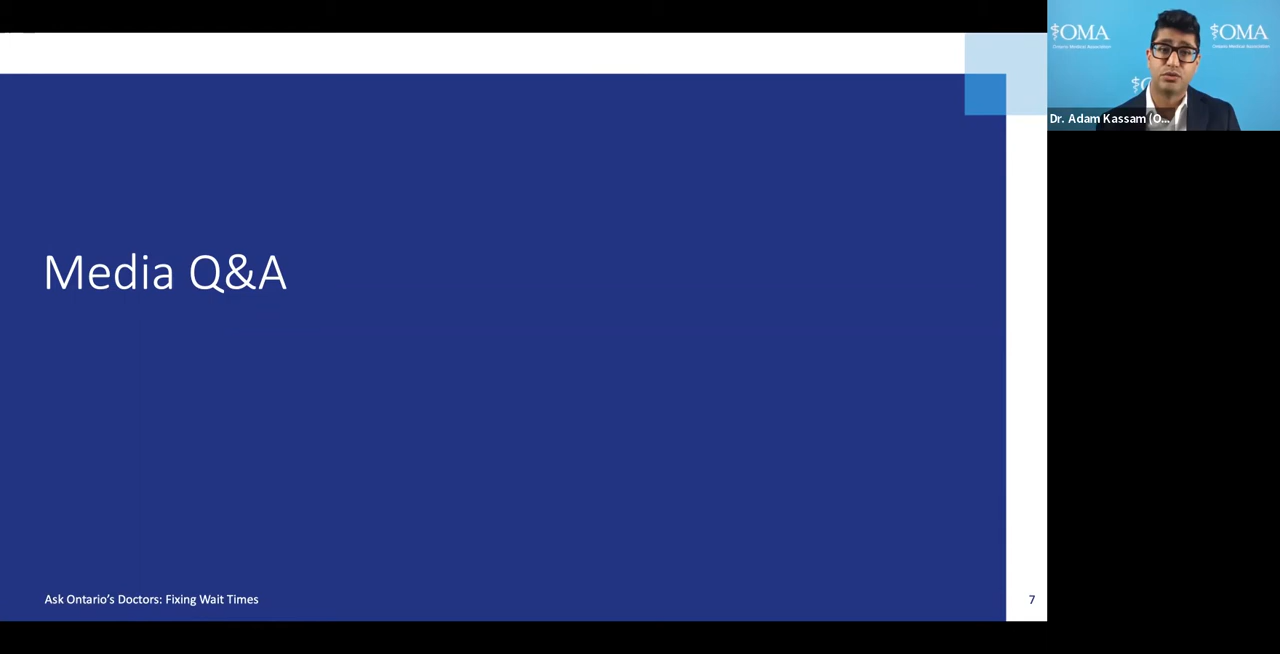 OMA
Ontario Medical Association
OMA
Ontario Medical Association
Dr. Adam Kassam (O...
Media Q&A
Ask Ontario's Doctors: Fixing Wait Times
7